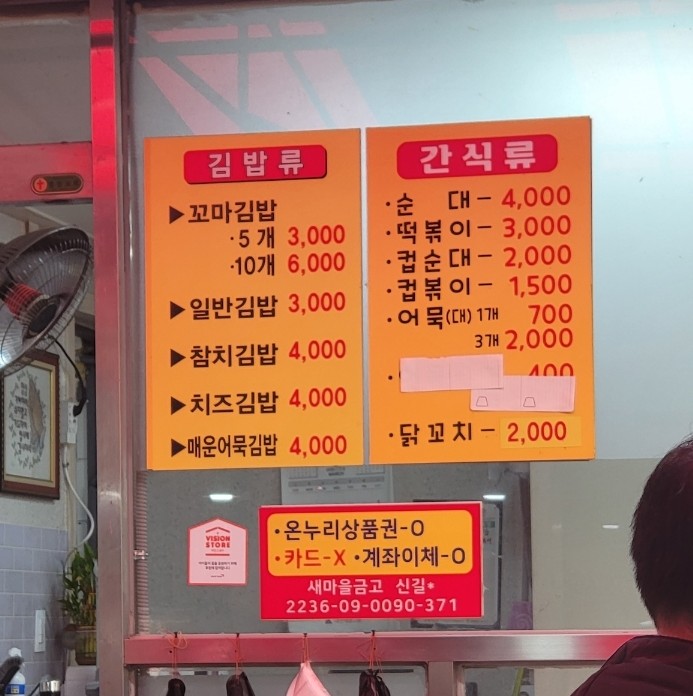 김밥류
▶꼬마김밥
·5개 3,000
·10개 6,000
▶일반김밥 3,000
▶참치김밥 4,000
▶치즈김밥 4,000
▶매운어묵김밥 4,000
간식류
·순 대- 4,000
·떡볶이- 3,000
·컵순대- 2,000
·컵볶이- 1,500
·어묵(대) 1개 700
3개 2,000
400
·닭꼬치- 2,000
VISION
STORE
·온누리상품권-O
·카드-X ·계좌이체-O
새마을금고 신길*
2236-09-0090-371